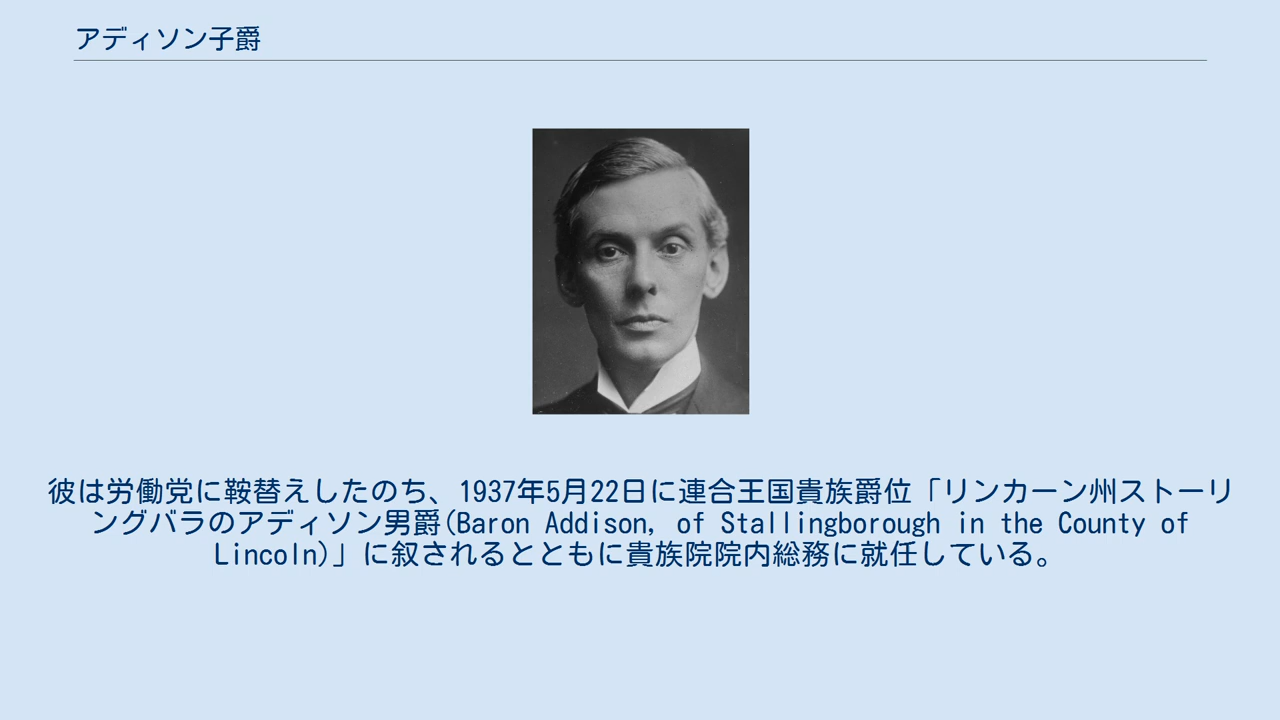 アディソン子爵
彼は労働党に鞍替えしたのち、1937年5月22日に連合王国貴族爵位「リンカーン州ストーリ
ングバラのアディソン男爵(Baron Addison, of Stallingborough in the County of
Lincoln)」に叙されるとともに貴族院院内総務に就任している。